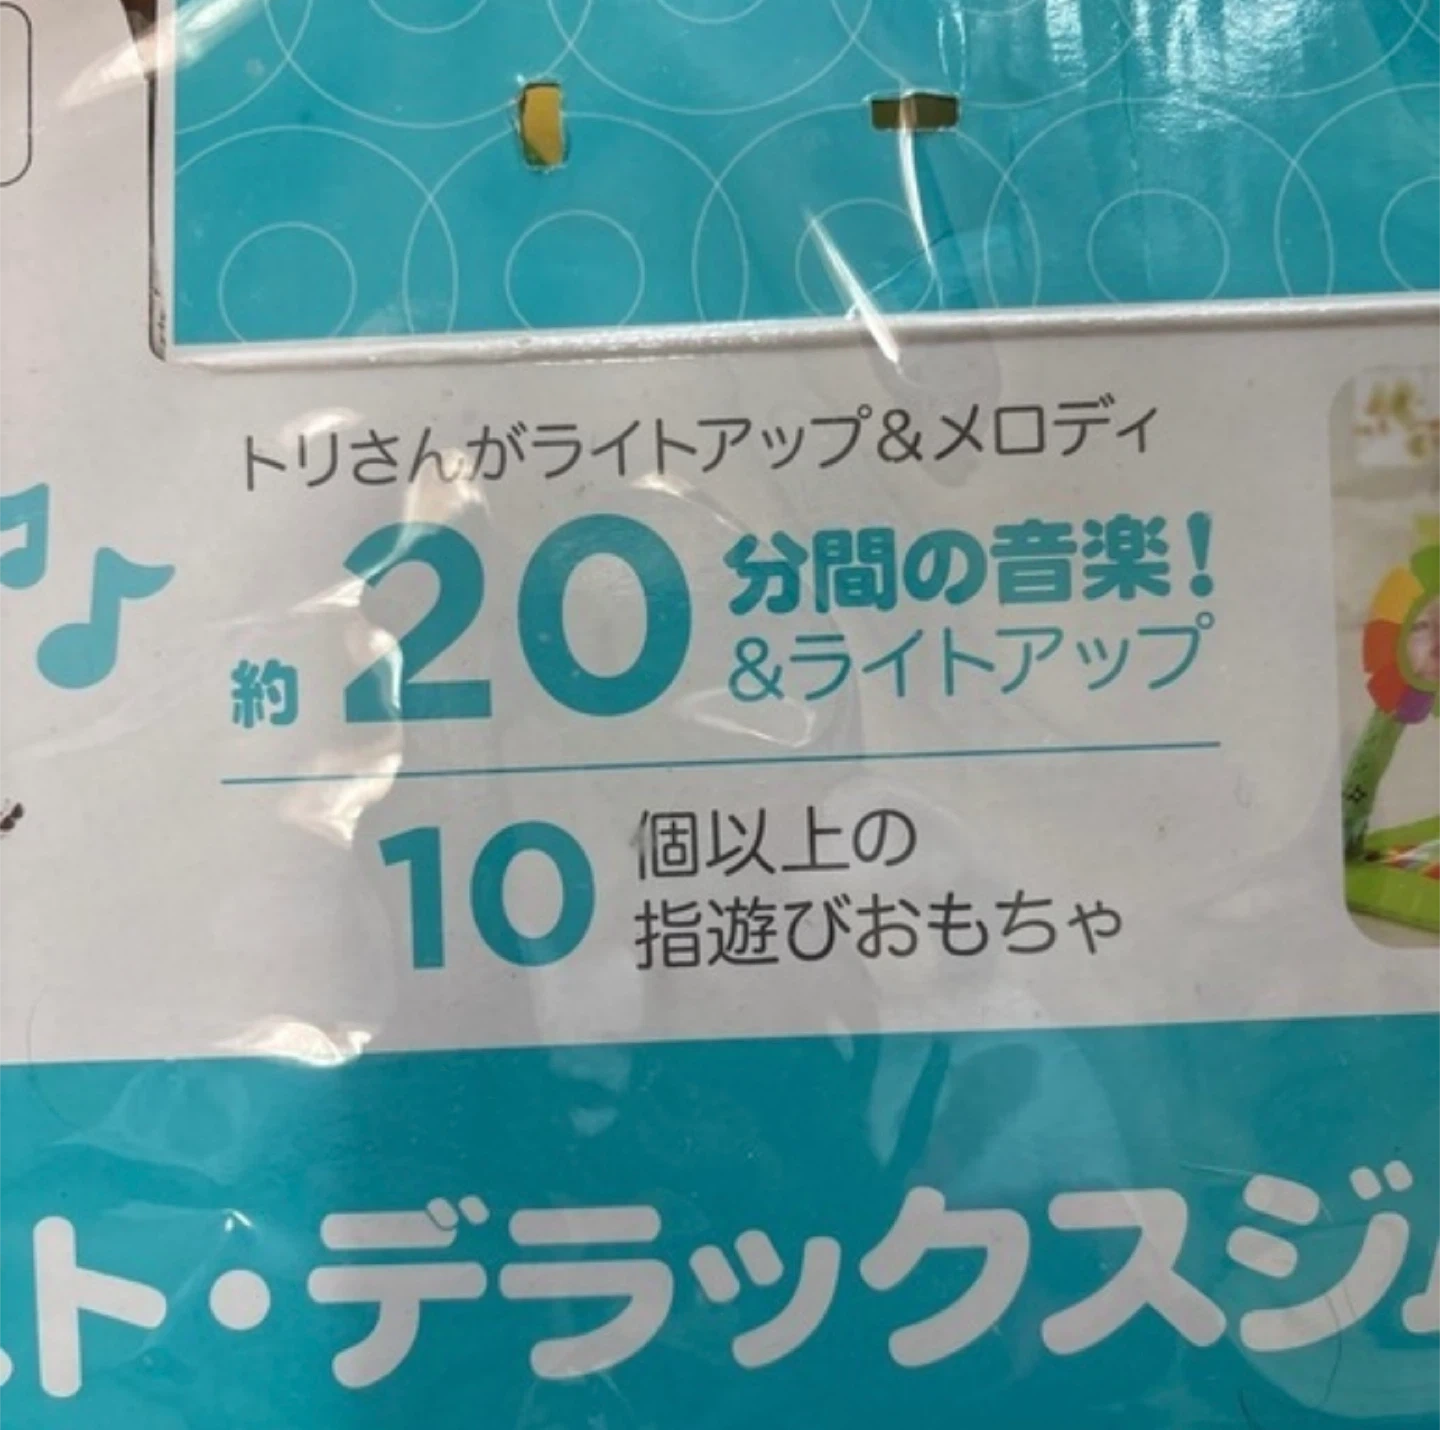 トリさんがライトアップ&メロディ
約20分間の音楽!
&ライトアップ
10個以上の
指遊びおもちゃ
ト・デラックスジ